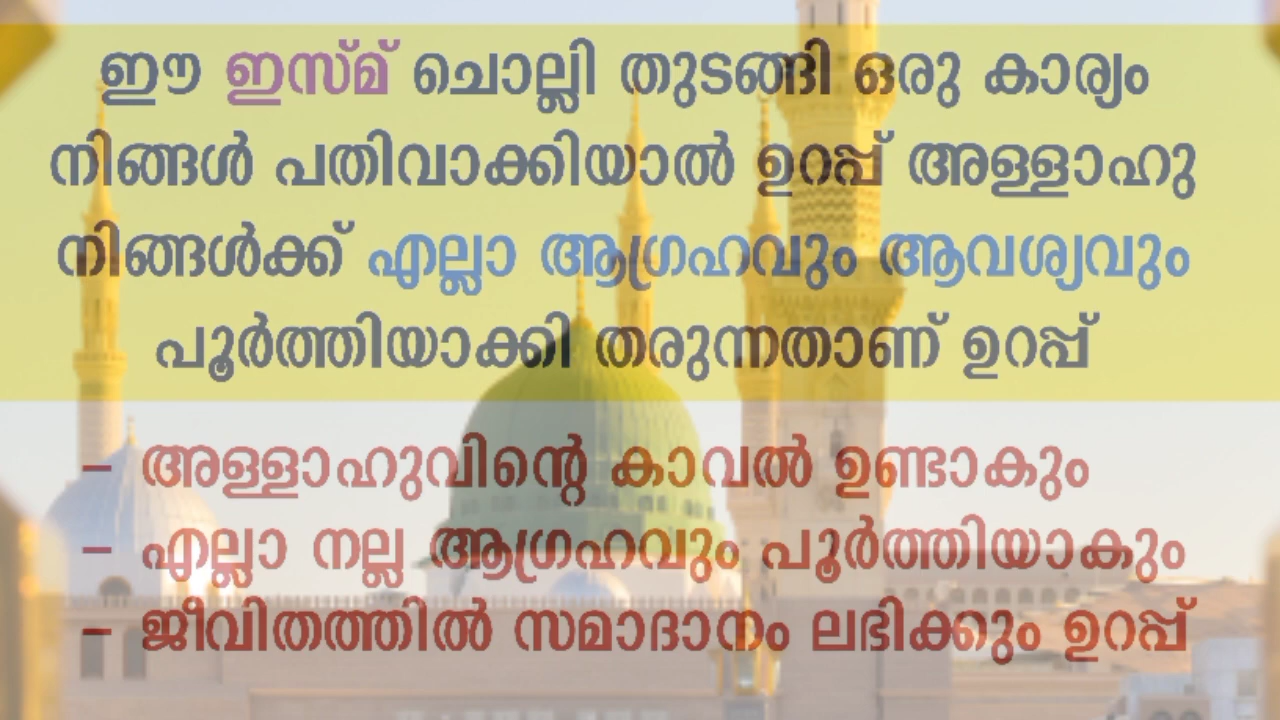 ഈ ഇസ്മ് ചൊല്ലി തുടങ്ങി ഒരു കാര്യം
നിങ്ങൾ പതിവാക്കിയാൽ ഉറപ്പ് അള്ളാഹു
നിങ്ങൾക്ക് എല്ലാ ആഗ്രഹവും ആവശ്യവും
പൂർത്തിയാക്കി തരുന്നതാണ് ഉറപ്പ്
– അള്ളാഹുവിന്റെ കാവൽ ഉണ്ടാകും
– എല്ലാ നല്ല ആഗ്രഹവും പൂർത്തിയാകും
– ജീവിതത്തിൽ സമാദാനം ലഭിക്കും ഉറപ്പ്